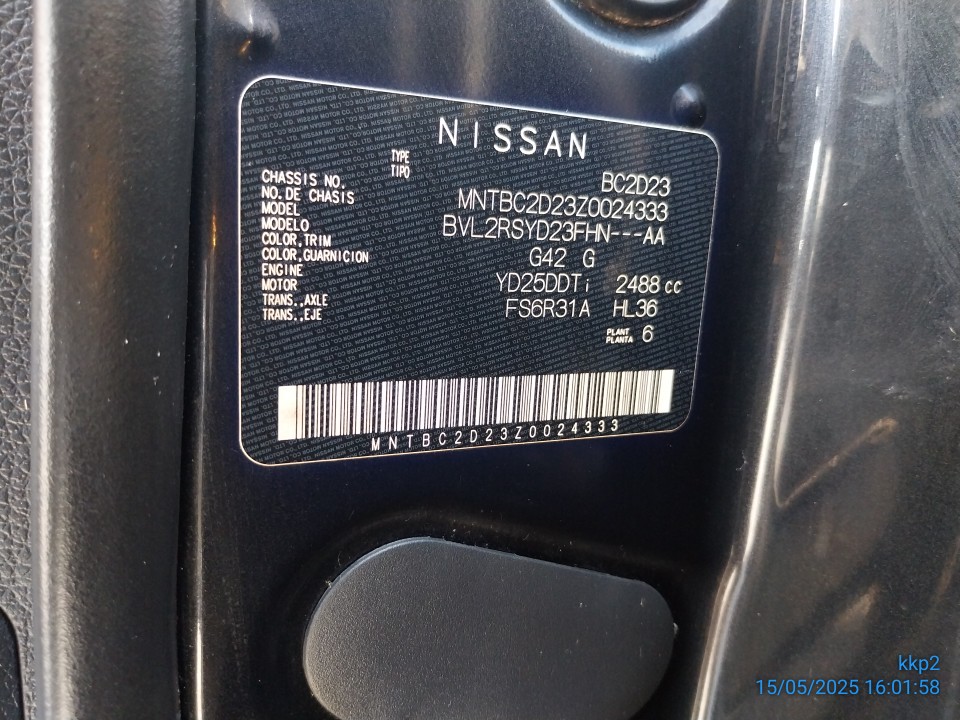 NISSAN
TYPE BC2D23
TIPO
CHASSIS NO. MNTBC2D23Z0024333
NO. DE CHASIS
MODEL BVL2RSYD23FHN---AA
MODELO
COLOR,TRIM G42 G
COLOR,GUARNICION
ENGINE YD25DDTi 2488 cc
MOTOR
TRANS.,AXLE FS6R31A HL36
TRANS.,EJE
PLANT 6
PLANTA
MNTBC2D23Z0024333
kkp2
15/05/2025 16:01:58